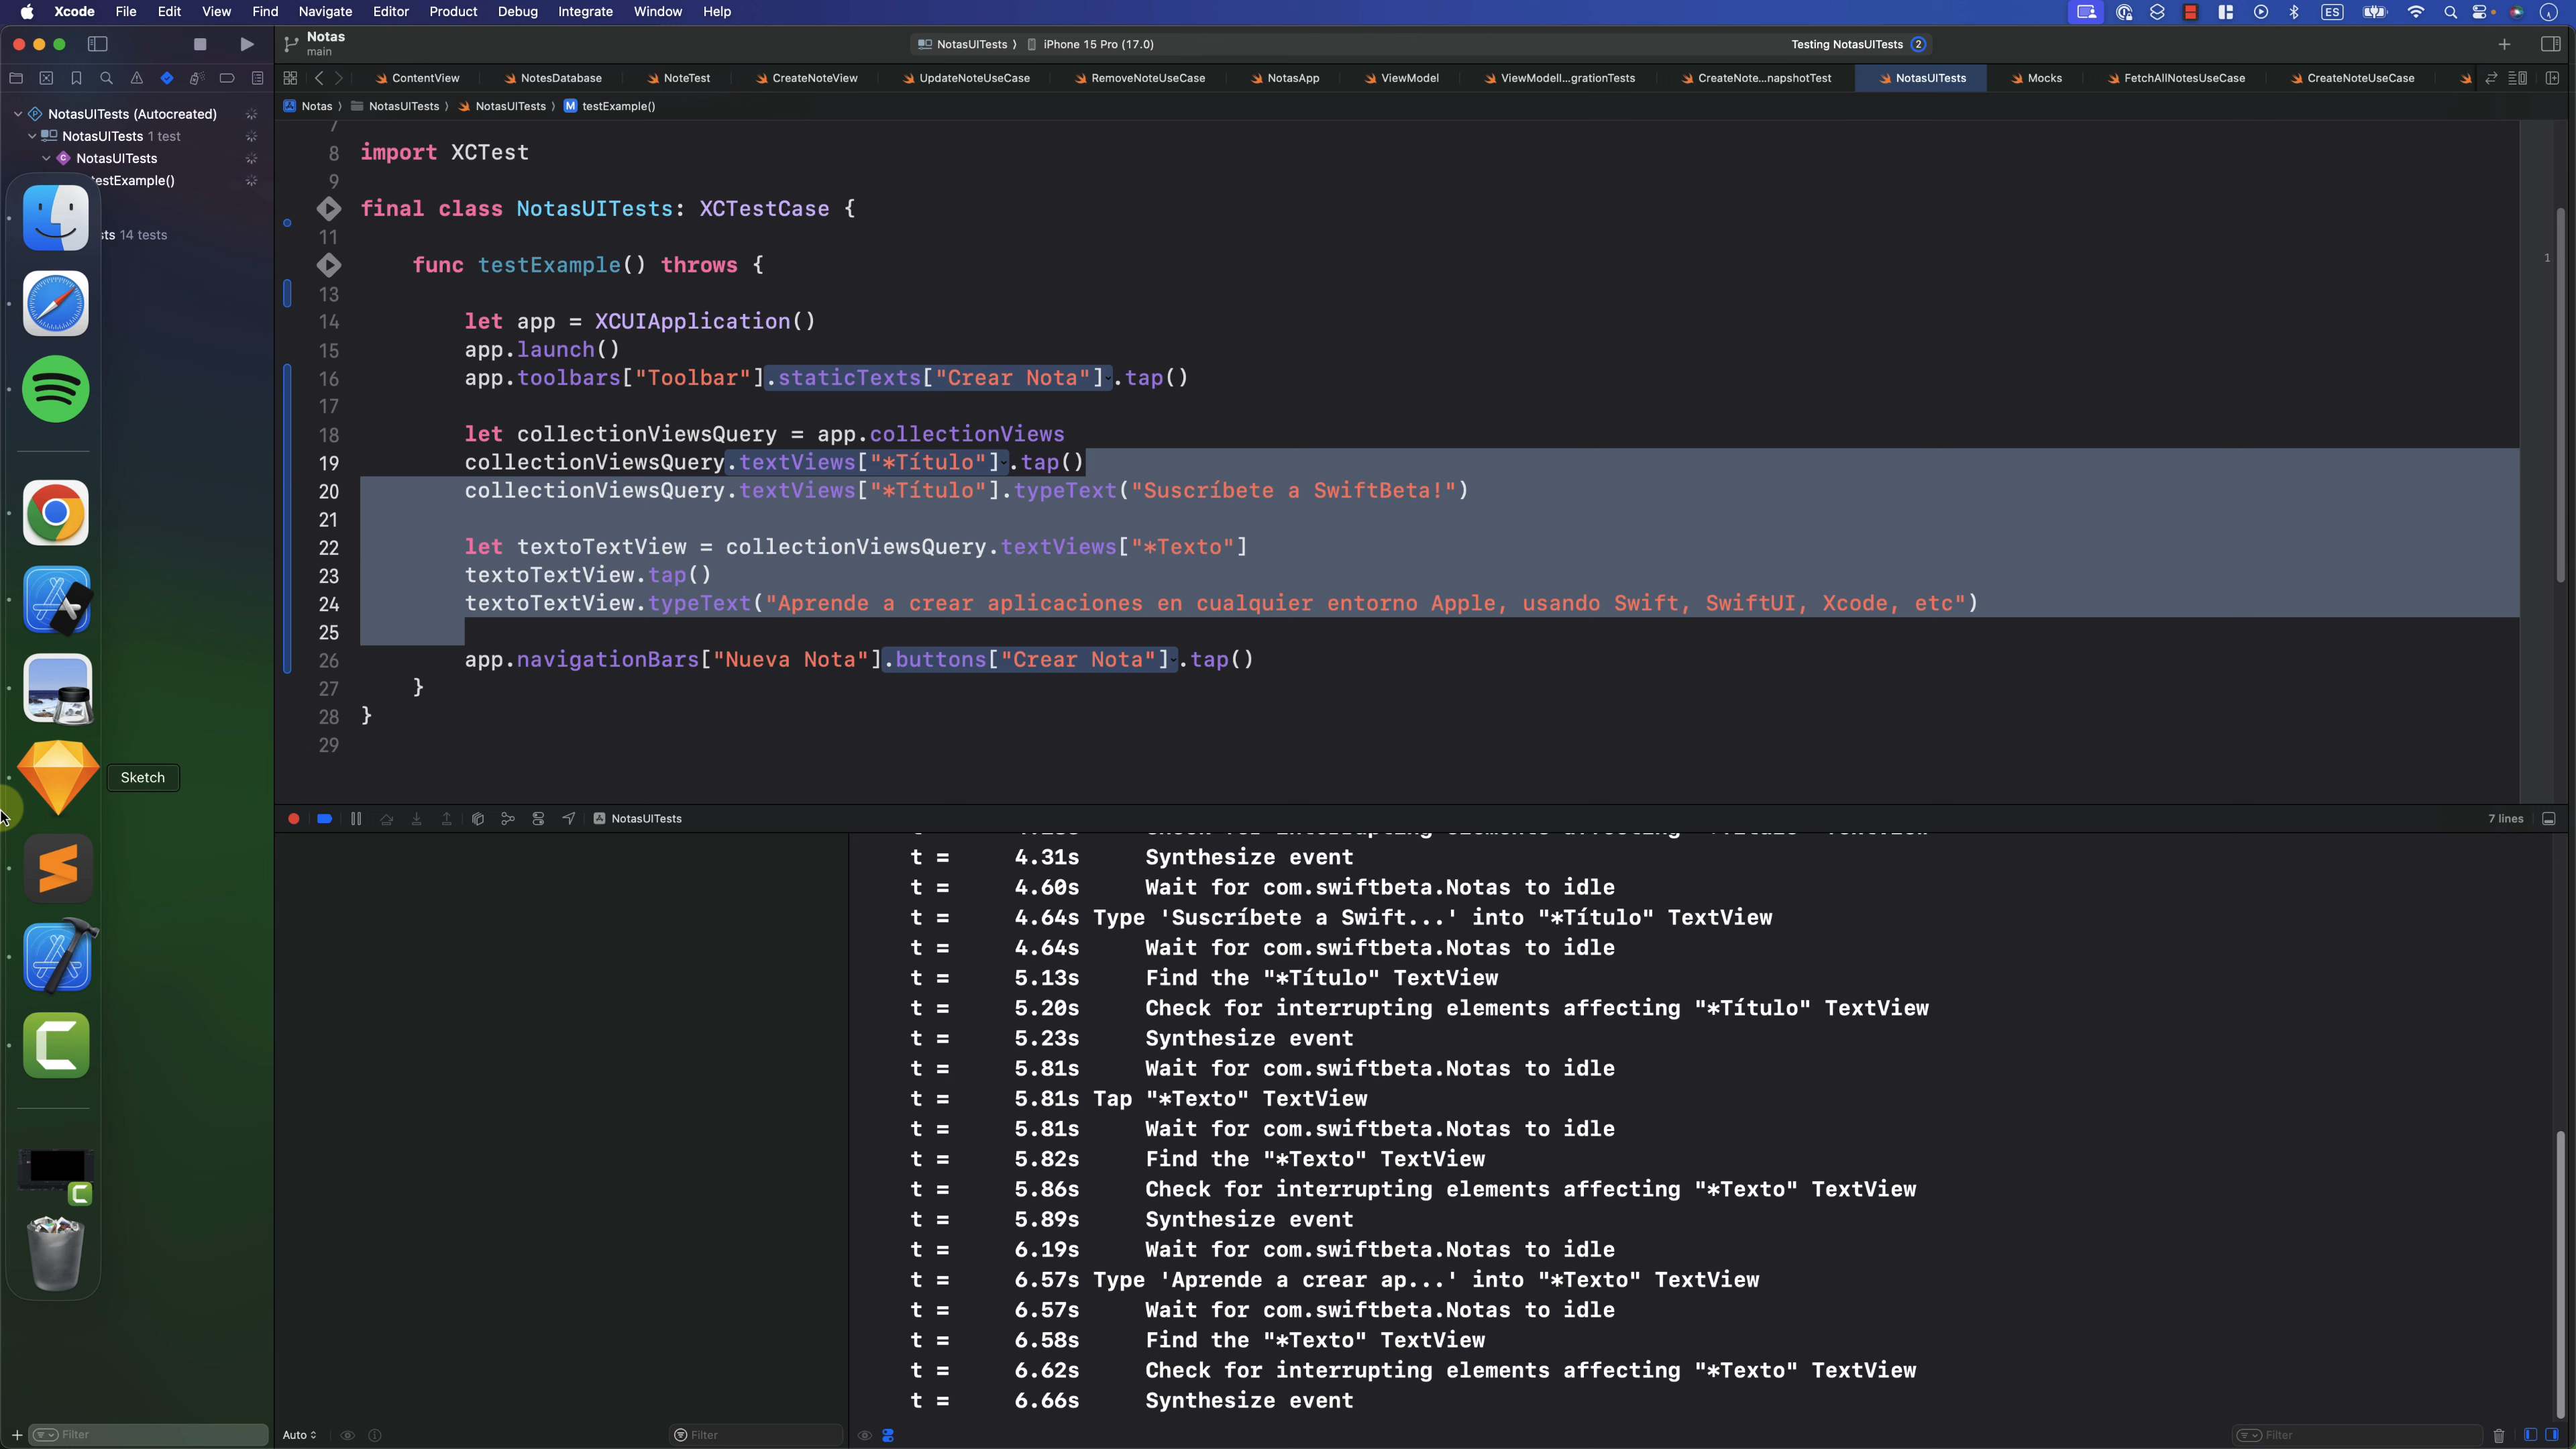 Xcode File Edit View Find Navigate Editor Product Debug Integrate Window Help
ES
Notas
main
NotasUITests ⟩ iPhone 15 Pro (17.0)
Testing NotasUITests 2
ContentView NotesDatabase NoteTest CreateNoteView UpdateNoteUseCase RemoveNoteUseCase NotasApp ViewModel ViewModelI...grationTests CreateNote...napshotTest NotasUITests Mocks FetchAllNotesUseCase CreateNoteUseCase
Notas ⟩ NotasUITests ⟩ NotasUITests ⟩ M testExample()
NotasUITests (Autocreated)
NotasUITests 1 test
C NotasUITests
testExample()
sts 14 tests
Sketch
7
8 import XCTest
9
final class NotasUITests: XCTestCase {
11
func testExample() throws {
13
14 let app = XCUIApplication()
15 app.launch()
16 app.toolbars["Toolbar"].staticTexts["Crear Nota"].tap()
17
18 let collectionViewsQuery = app.collectionViews
19 collectionViewsQuery.textViews["*Título"].tap()
20 collectionViewsQuery.textViews["*Título"].typeText("Suscríbete a SwiftBeta!")
21
22 let textoTextView = collectionViewsQuery.textViews["*Texto"]
23 textoTextView.tap()
24 textoTextView.typeText("Aprende a crear aplicaciones en cualquier entorno Apple, usando Swift, SwiftUI, Xcode, etc")
25
26 app.navigationBars["Nueva Nota"].buttons["Crear Nota"].tap()
27 }
28 }
29
1
NotasUITests
7 lines
t = 4.31s Synthesize event
t = 4.60s Wait for com.swiftbeta.Notas to idle
t = 4.64s Type 'Suscríbete a Swift...' into "*Título" TextView
t = 4.64s Wait for com.swiftbeta.Notas to idle
t = 5.13s Find the "*Título" TextView
t = 5.20s Check for interrupting elements affecting "*Título" TextView
t = 5.23s Synthesize event
t = 5.81s Wait for com.swiftbeta.Notas to idle
t = 5.81s Tap "*Texto" TextView
t = 5.81s Wait for com.swiftbeta.Notas to idle
t = 5.82s Find the "*Texto" TextView
t = 5.86s Check for interrupting elements affecting "*Texto" TextView
t = 5.89s Synthesize event
t = 6.19s Wait for com.swiftbeta.Notas to idle
t = 6.57s Type 'Aprende a crear ap...' into "*Texto" TextView
t = 6.57s Wait for com.swiftbeta.Notas to idle
t = 6.58s Find the "*Texto" TextView
t = 6.62s Check for interrupting elements affecting "*Texto" TextView
t = 6.66s Synthesize event
Filter
Auto
Filter
Filter